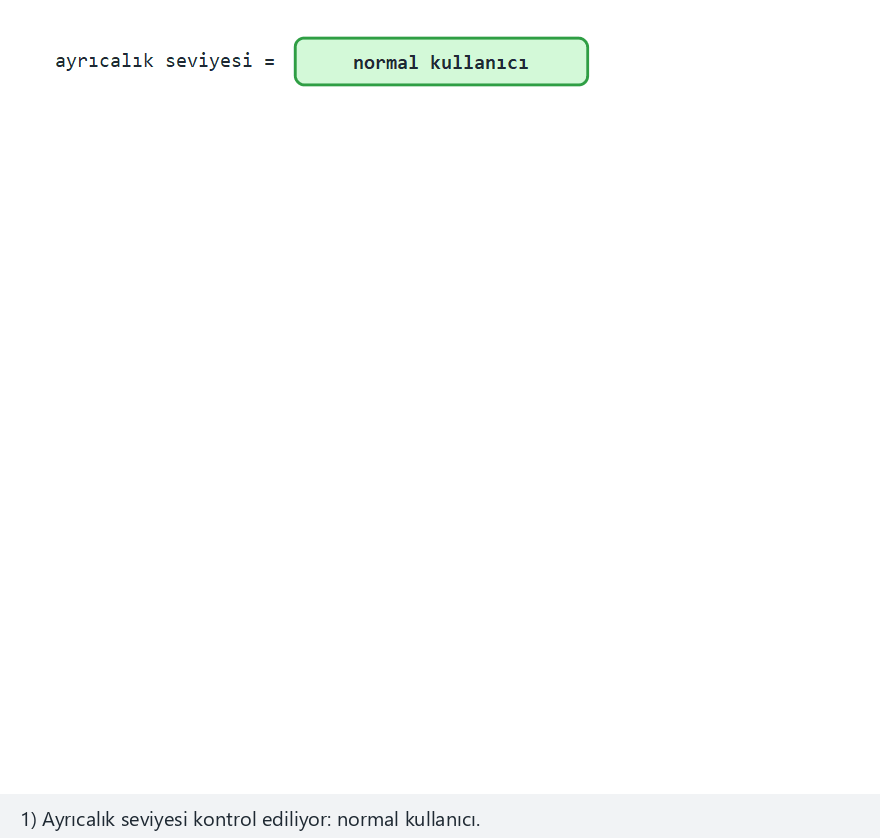 ayrıcalık seviyesi = normal kullanıcı
1) Ayrıcalık seviyesi kontrol ediliyor: normal kullanıcı.